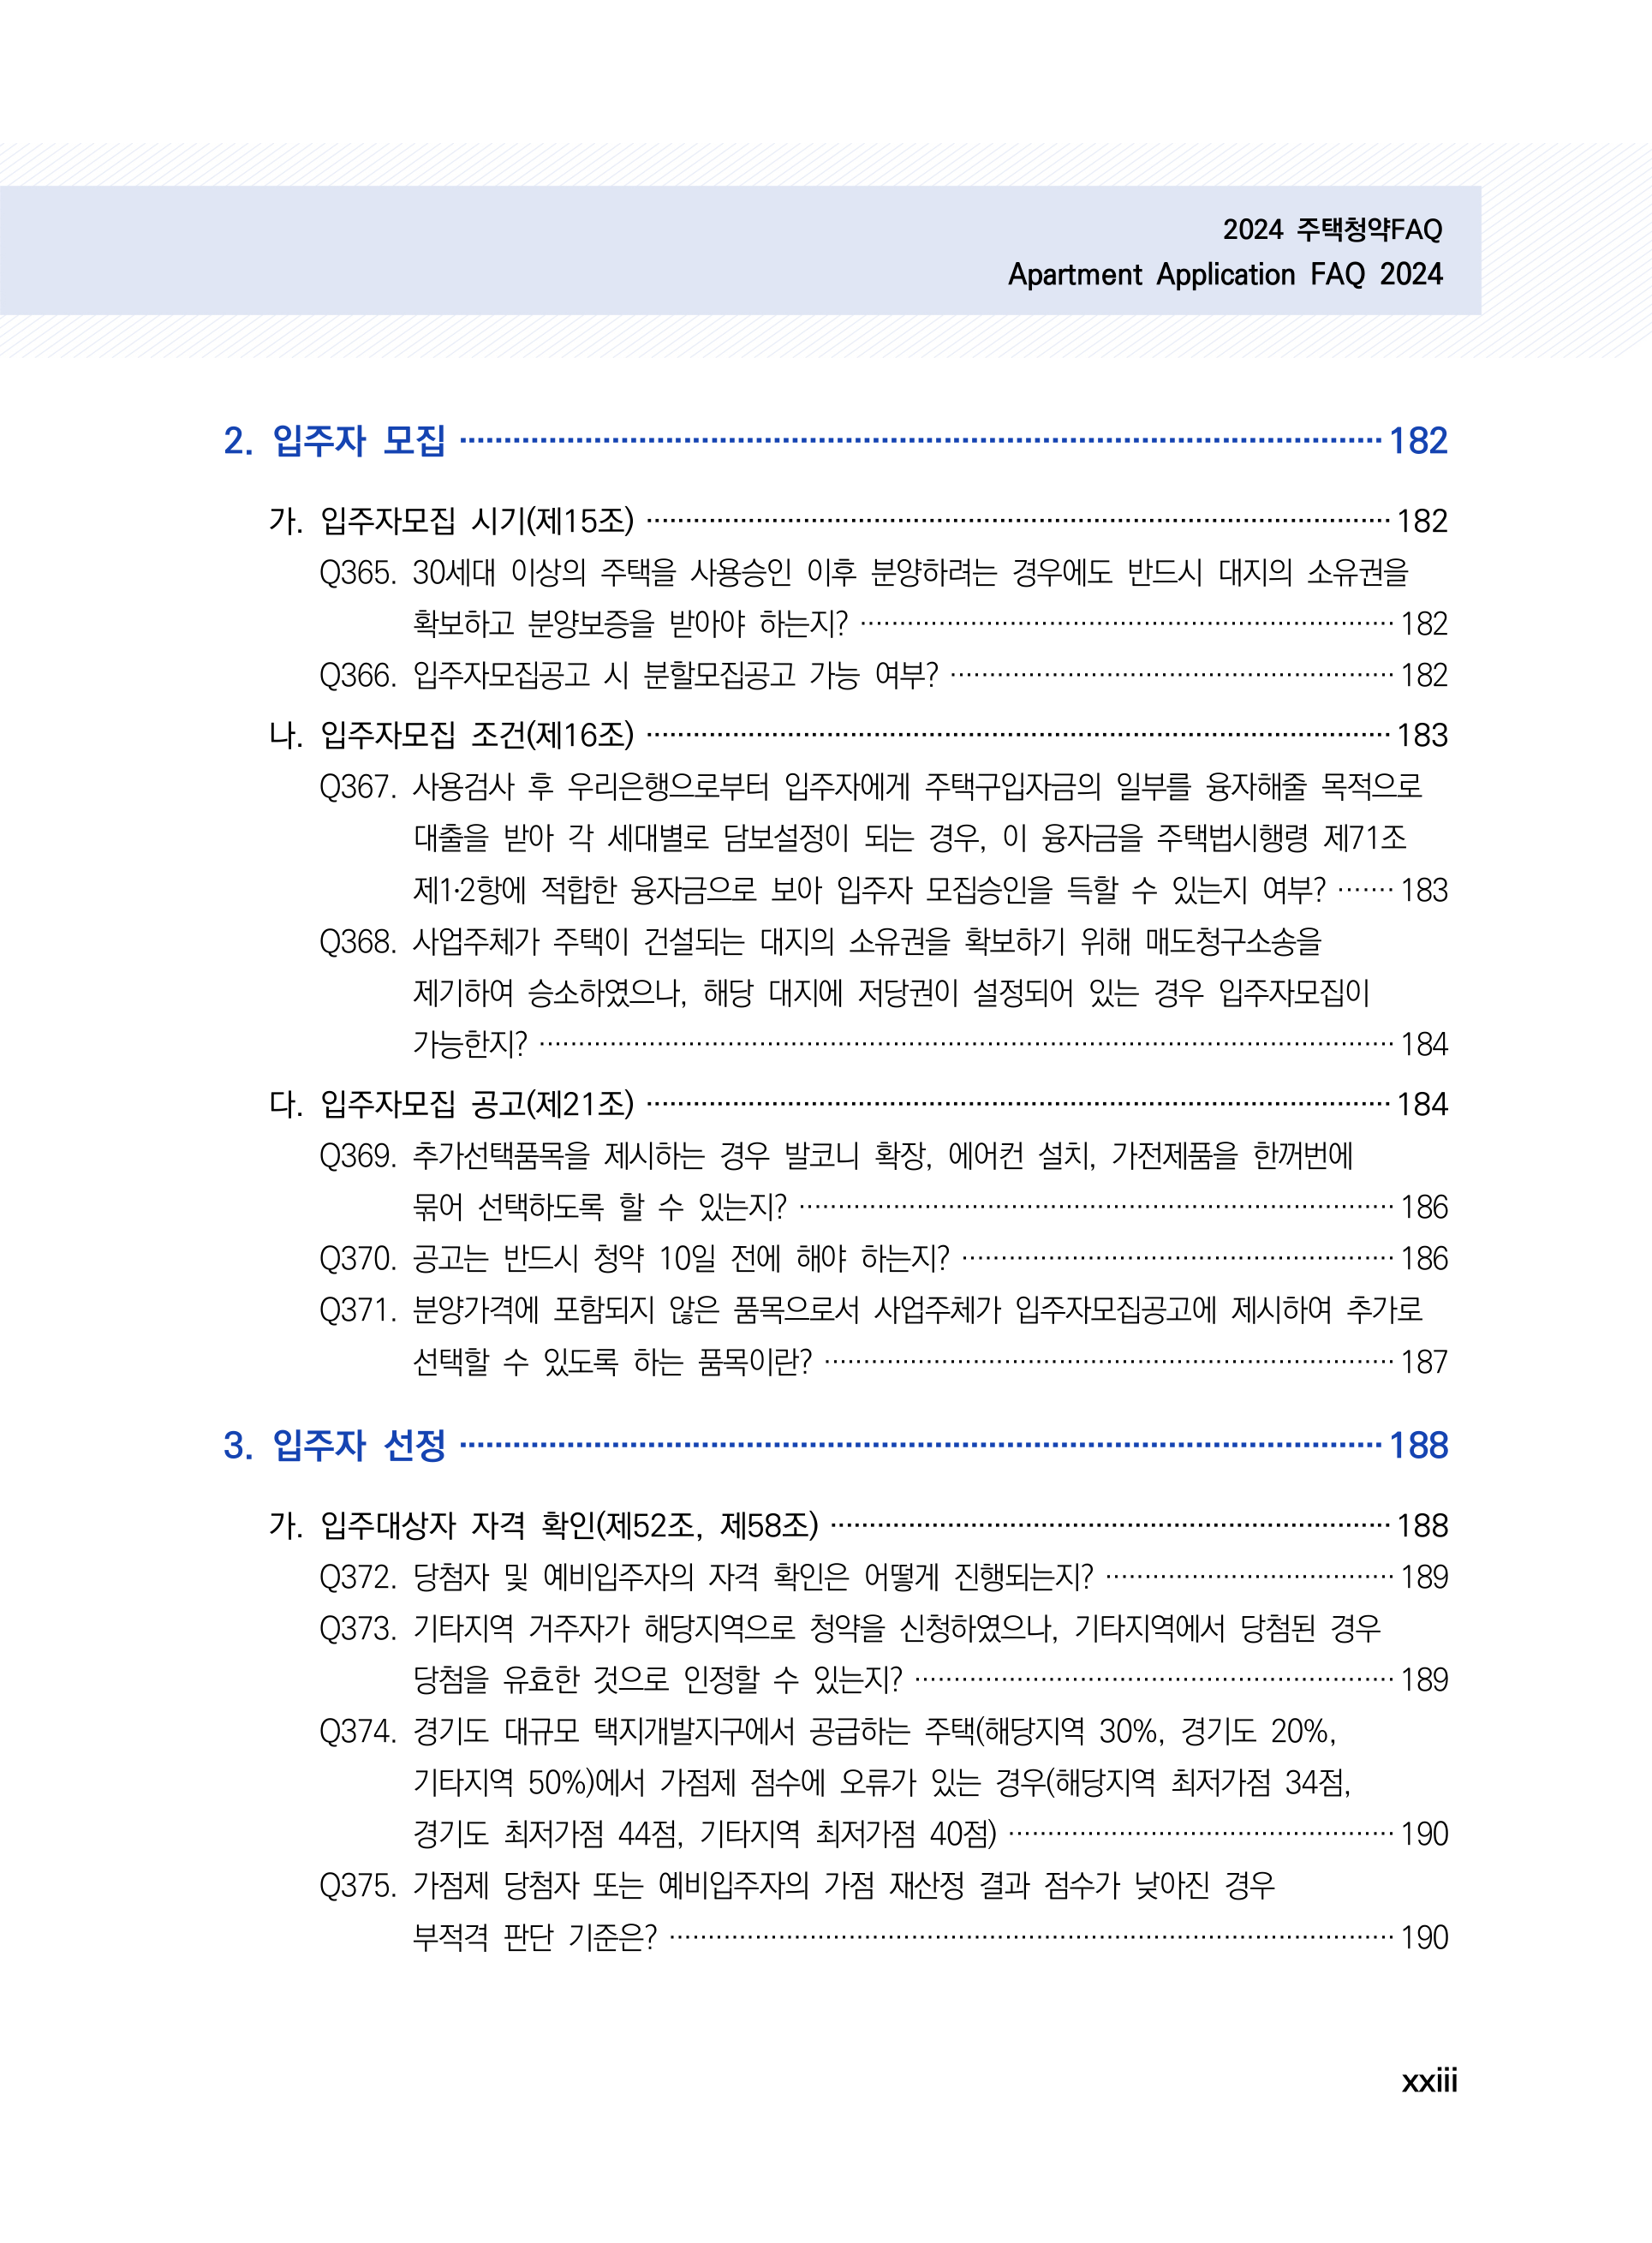 2024 주택청약FAQ
Apartment Application FAQ 2024
2. 입주자 모집 182
가. 입주자모집 시기(제15조) 182
Q365. 30세대 이상의 주택을 사용승인 이후 분양하려는 경우에도 반드시 대지의 소유권을
확보하고 분양보증을 받아야 하는지? 182
Q366. 입주자모집공고 시 분할모집공고 가능 여부? 182
나. 입주자모집 조건(제16조) 183
Q367. 사용검사 후 우리은행으로부터 입주자에게 주택구입자금의 일부를 융자해줄 목적으로
대출을 받아 각 세대별로 담보설정이 되는 경우, 이 융자금을 주택법시행령 제71조
제1·2항에 적합한 융자금으로 보아 입주자 모집승인을 득할 수 있는지 여부? 183
Q368. 사업주체가 주택이 건설되는 대지의 소유권을 확보하기 위해 매도청구소송을
제기하여 승소하였으나, 해당 대지에 저당권이 설정되어 있는 경우 입주자모집이
가능한지? 184
다. 입주자모집 공고(제21조) 184
Q369. 추가선택품목을 제시하는 경우 발코니 확장, 에어컨 설치, 가전제품을 한꺼번에
묶어 선택하도록 할 수 있는지? 186
Q370. 공고는 반드시 청약 10일 전에 해야 하는지? 186
Q371. 분양가격에 포함되지 않은 품목으로서 사업주체가 입주자모집공고에 제시하여 추가로
선택할 수 있도록 하는 품목이란? 187
3. 입주자 선정 188
가. 입주대상자 자격 확인(제52조, 제58조) 188
Q372. 당첨자 및 예비입주자의 자격 확인은 어떻게 진행되는지? 189
Q373. 기타지역 거주자가 해당지역으로 청약을 신청하였으나, 기타지역에서 당첨된 경우
당첨을 유효한 것으로 인정할 수 있는지? 189
Q374. 경기도 대규모 택지개발지구에서 공급하는 주택(해당지역 30%, 경기도 20%,
기타지역 50%)에서 가점제 점수에 오류가 있는 경우(해당지역 최저가점 34점,
경기도 최저가점 44점, 기타지역 최저가점 40점) 190
Q375. 가점제 당첨자 또는 예비입주자의 가점 재산정 결과 점수가 낮아진 경우
부적격 판단 기준은? 190
xxiii